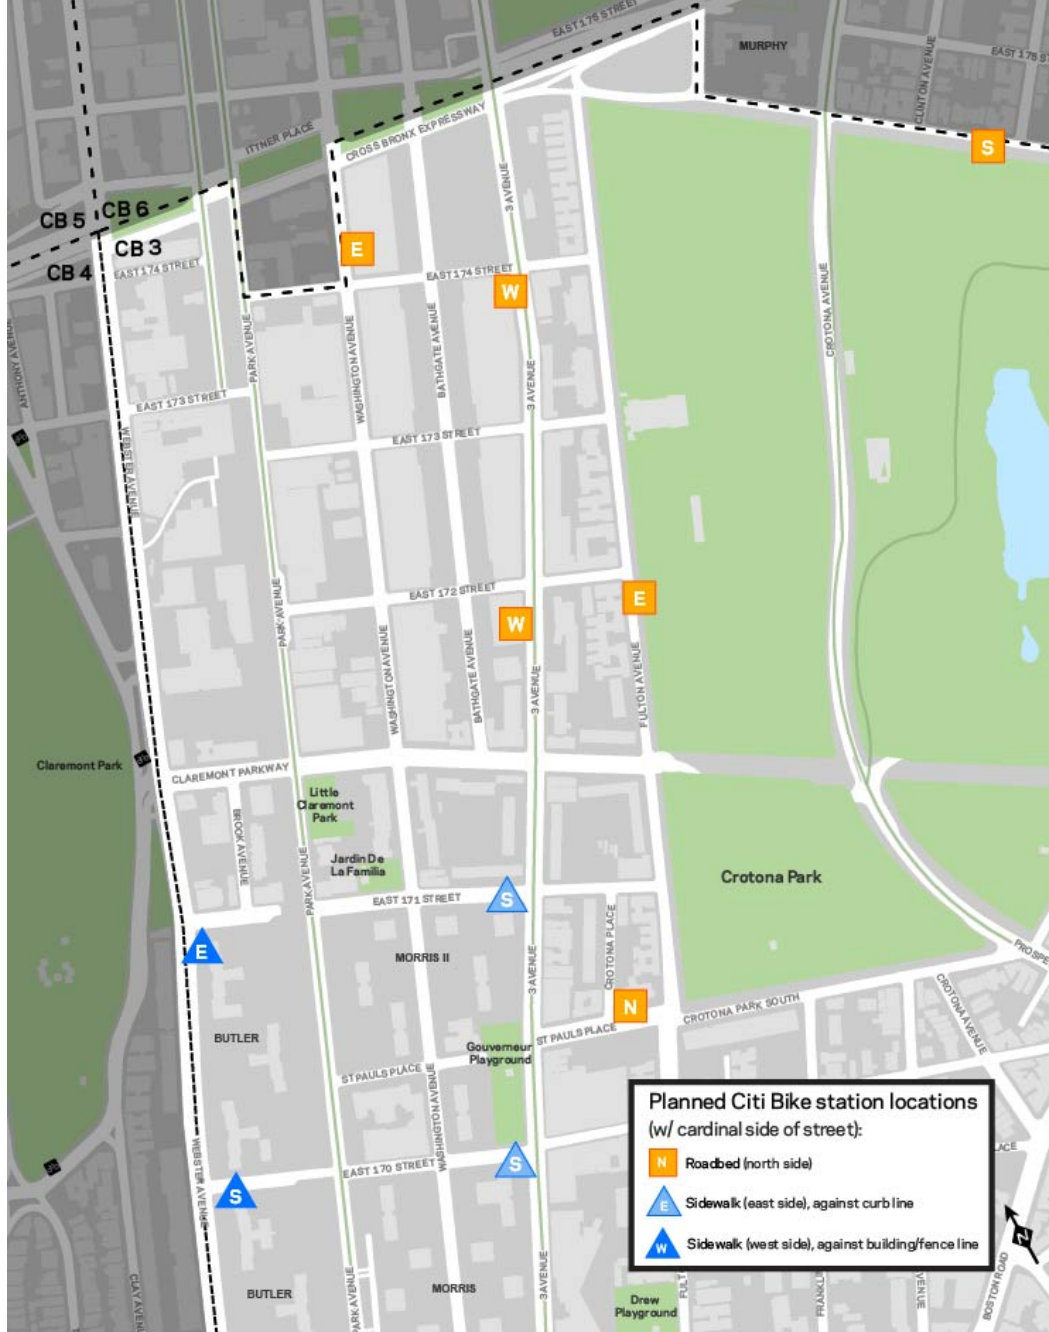 EAST 176 STREET
MURPHY
CLINTON AVENUE
EAST 175 S
ITTNER PLACE
CROSS BRONX EXPRESSWAY
S
3 AVENUE
CB 5
CB 6
CB 3
CB 4
E
EAST 174 STREET
EAST 174 STREET
W
CROTONA AVENUE
ANTHONY AVENUE
PARK AVENUE
WASHINGTON AVENUE
BATHGATE AVENUE
3 AVENUE
EAST 173 STREET
EAST 173 STREET
WEBSTER AVENUE
EAST 172 STREET
PARK AVENUE
E
W
WASHINGTON AVENUE
BATHGATE AVENUE
3 AVENUE
FULTON AVENUE
Claremont Park
CLAREMONT PARKWAY
Little
Claremont
Park
BROOK AVENUE
Jardin De
La Familia
PARK AVENUE
Crotona Park
EAST 171 STREET
S
E
MORRIS II
3 AVENUE
CROTONA PLACE
PROSPE
N
CROTONA PARK SOUTH
CROTONA AVENUE
BUTLER
Gouverneur
Playground
ST PAULS PLACE
ST PAULS PLACE
WASHINGTON AVENUE
Planned Citi Bike station locations
(w/ cardinal side of street):
N Roadbed (north side)
E Sidewalk (east side), against curb line
W Sidewalk (west side), against building/fence line
LACE
WEBSTER AVENUE
EAST 170 STREET
S
S
N
BUTLER
MORRIS
CLAY AVEN
PARK AVENUE
3 AVENUE
Drew
Playground
FULT
FRANKLIN
VENUE
BOSTON ROAD